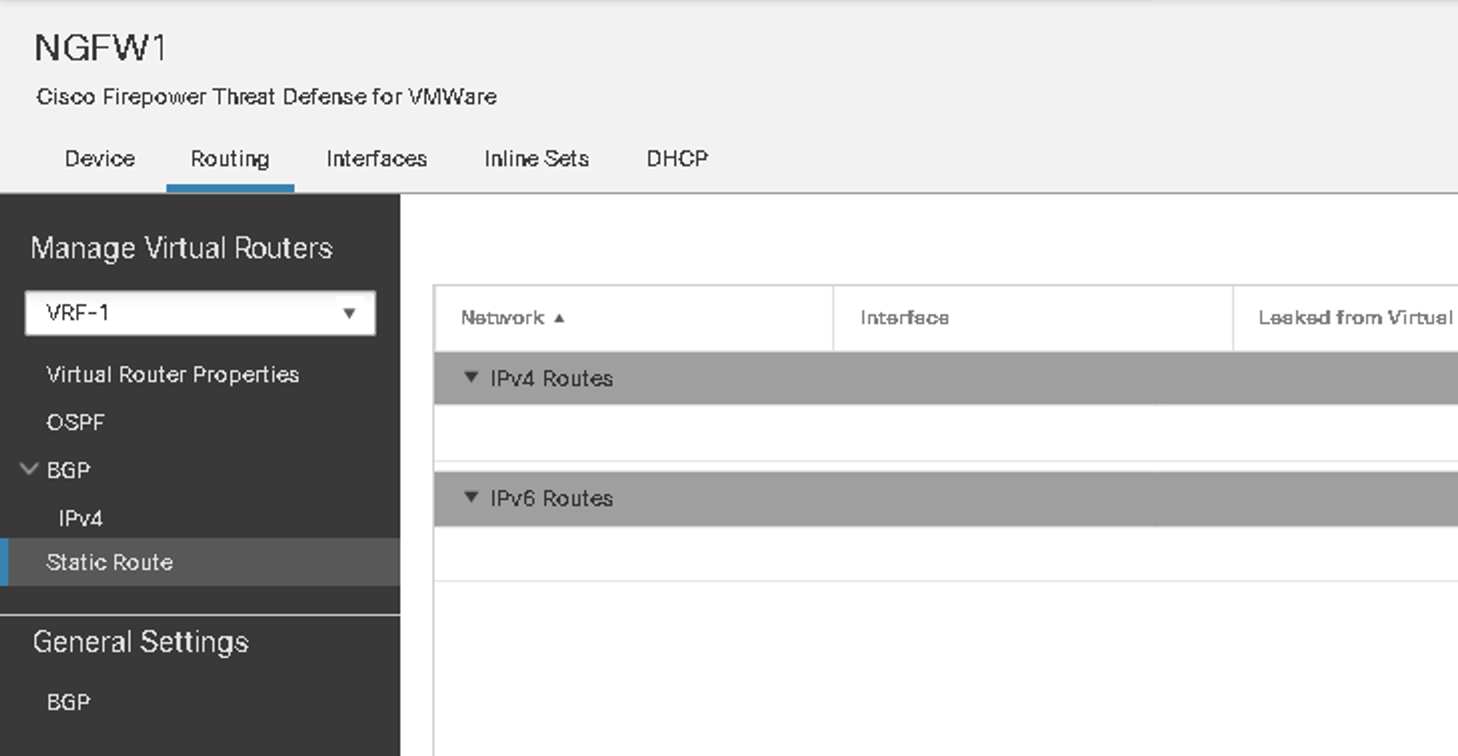 NGFW1
Cisco Firepower Threat Defense for VMWare
Device Routing Interfaces Inline Sets DHCP
Manage Virtual Routers
VRF-1
Virtual Router Properties
OSPF
BGP
IPv4
Static Route
General Settings
BGP
Network ▲ Interface Leaked from Virtual
▼ IPv4 Routes
▼ IPv6 Routes